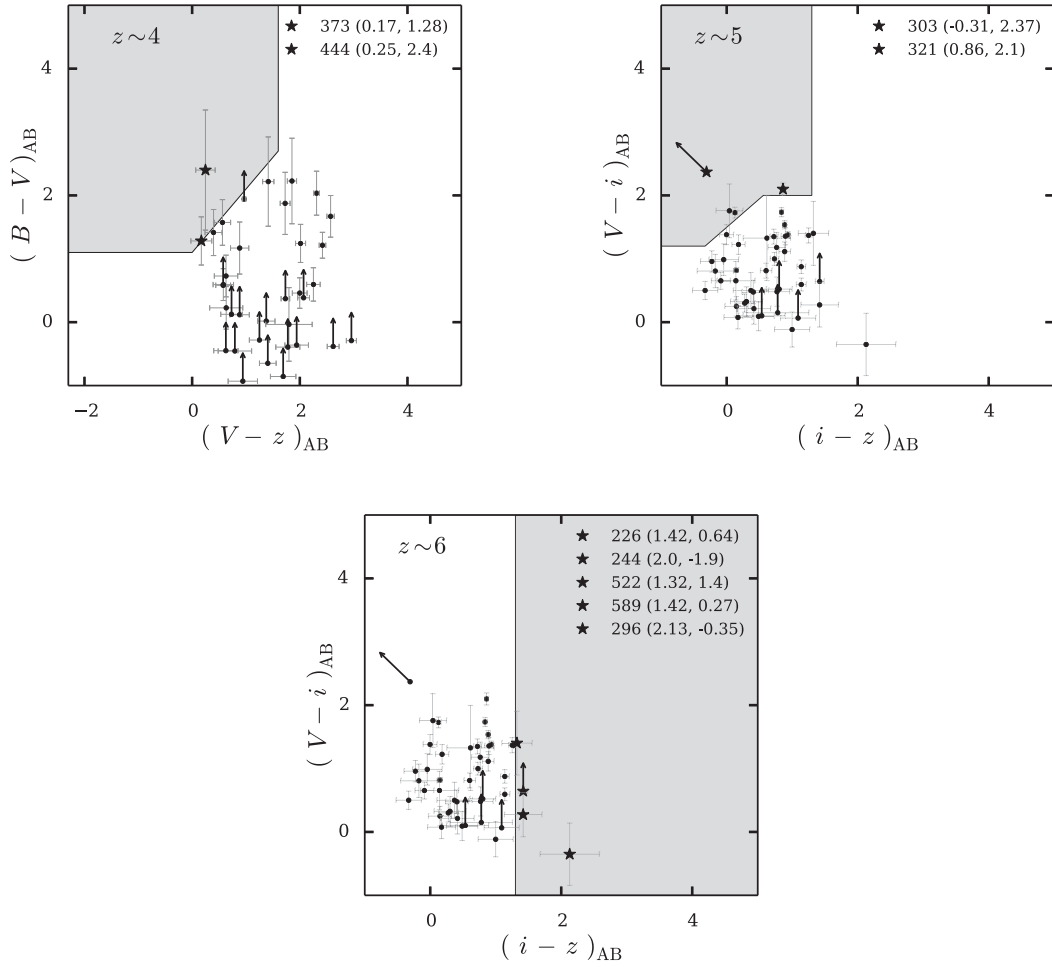 z~4
★ 373 (0.17, 1.28)
★ 444 (0.25, 2.4)
4
2
0
(B − V)AB
−2 0 2 4
(V − z)AB
z~5
★ 303 (-0.31, 2.37)
★ 321 (0.86, 2.1)
4
2
0
(V − i)AB
0 2 4
(i − z)AB
z~6
★ 226 (1.42, 0.64)
★ 244 (2.0, -1.9)
★ 522 (1.32, 1.4)
★ 589 (1.42, 0.27)
★ 296 (2.13, -0.35)
4
2
0
(V − i)AB
0 2 4
(i − z)AB